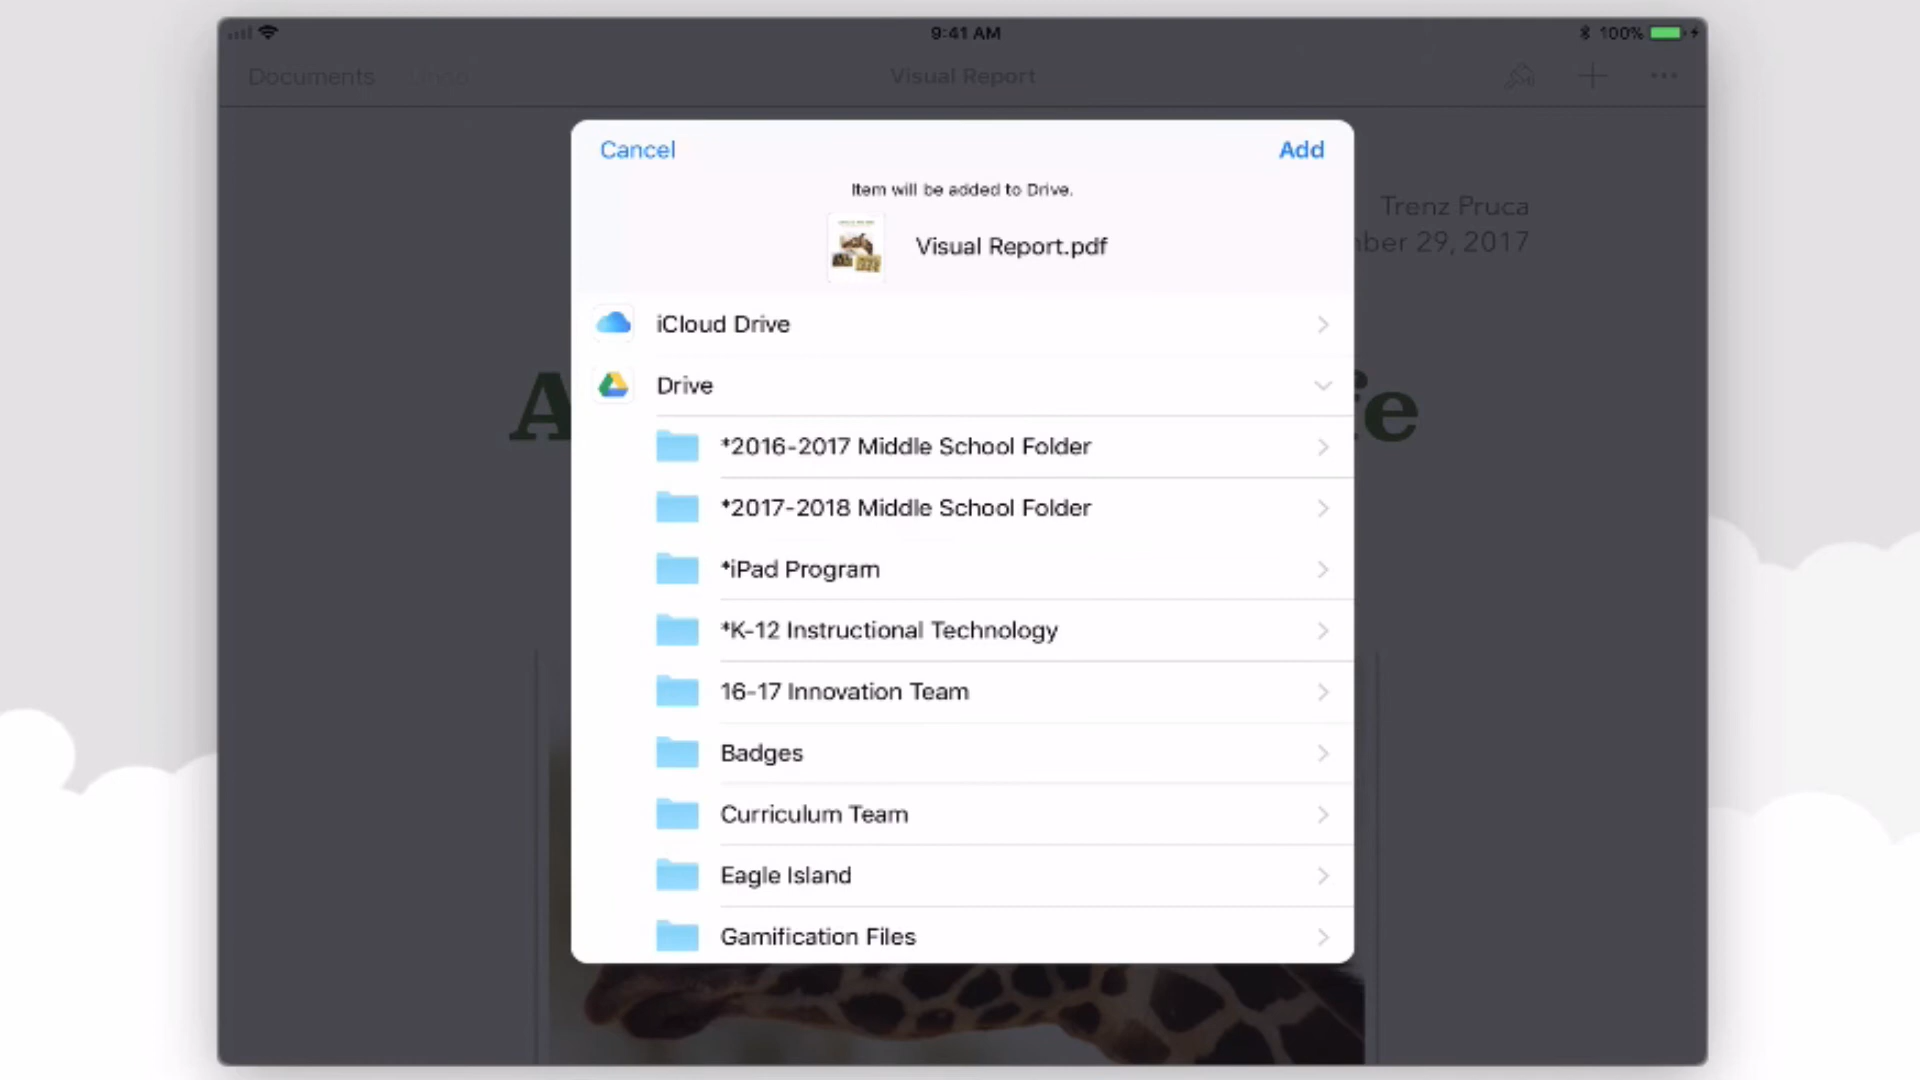 9:41 AM
100%
Documents Undo
Visual Report
Cancel
Add
Item will be added to Drive.
Visual Report.pdf
Trenz Pruca
ber 29, 2017
iCloud Drive
Drive
A
fe
*2016-2017 Middle School Folder
*2017-2018 Middle School Folder
*iPad Program
*K-12 Instructional Technology
16-17 Innovation Team
Badges
Curriculum Team
Eagle Island
Gamification Files